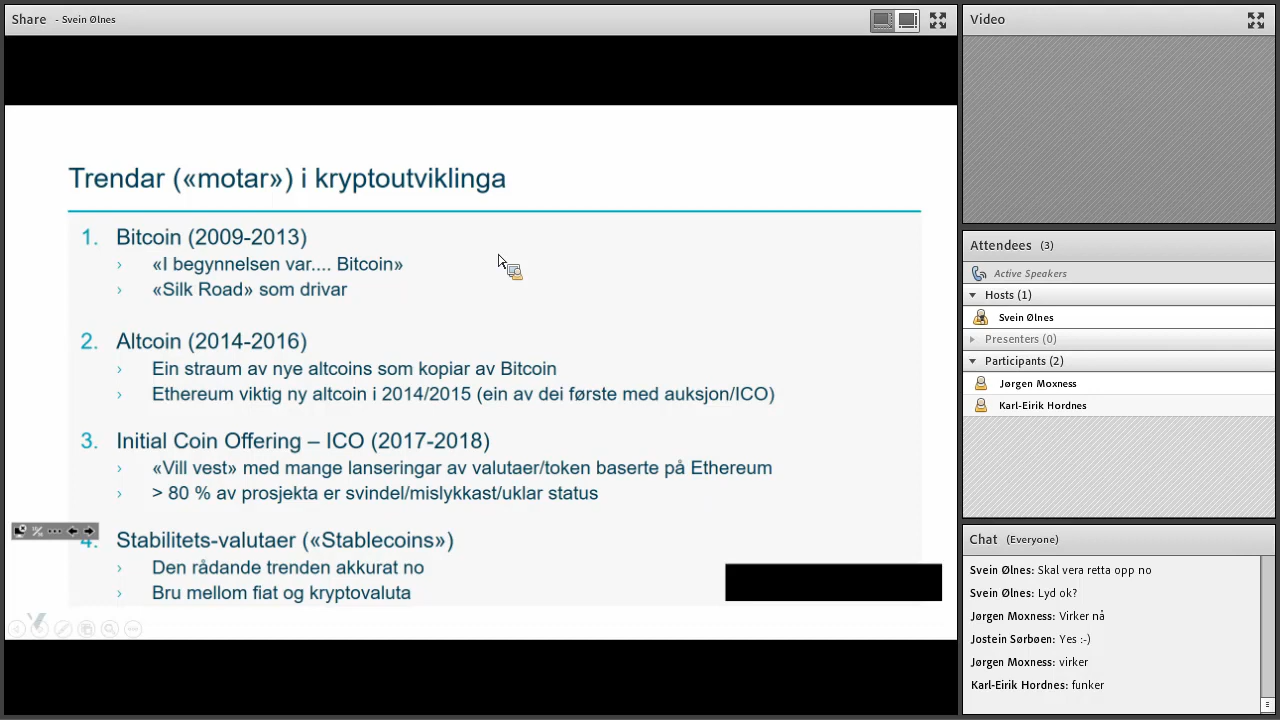 Share - Svein Ølnes
Trendar («motar») i kryptoutviklinga
1. Bitcoin (2009-2013)
› «I begynnelsen var.... Bitcoin»
› «Silk Road» som drivar
2. Altcoin (2014-2016)
› Ein straum av nye altcoins som kopiar av Bitcoin
› Ethereum viktig ny altcoin i 2014/2015 (ein av dei første med auksjon/ICO)
3. Initial Coin Offering – ICO (2017-2018)
› «Vill vest» med mange lanseringar av valutaer/token baserte på Ethereum
› > 80 % av prosjekta er svindel/mislykkast/uklar status
4. Stabilitets-valutaer («Stablecoins»)
› Den rådande trenden akkurat no
› Bru mellom fiat og kryptovaluta
Video
Attendees (3)
Active Speakers
Hosts (1)
Svein Ølnes
Presenters (0)
Participants (2)
Jørgen Moxness
Karl-Eirik Hordnes
Chat (Everyone)
Svein Ølnes: Skal vera retta opp no
Svein Ølnes: Lyd ok?
Jørgen Moxness: Virker nå
Jostein Sørbøen: Yes :-)
Jørgen Moxness: virker
Karl-Eirik Hordnes: funker